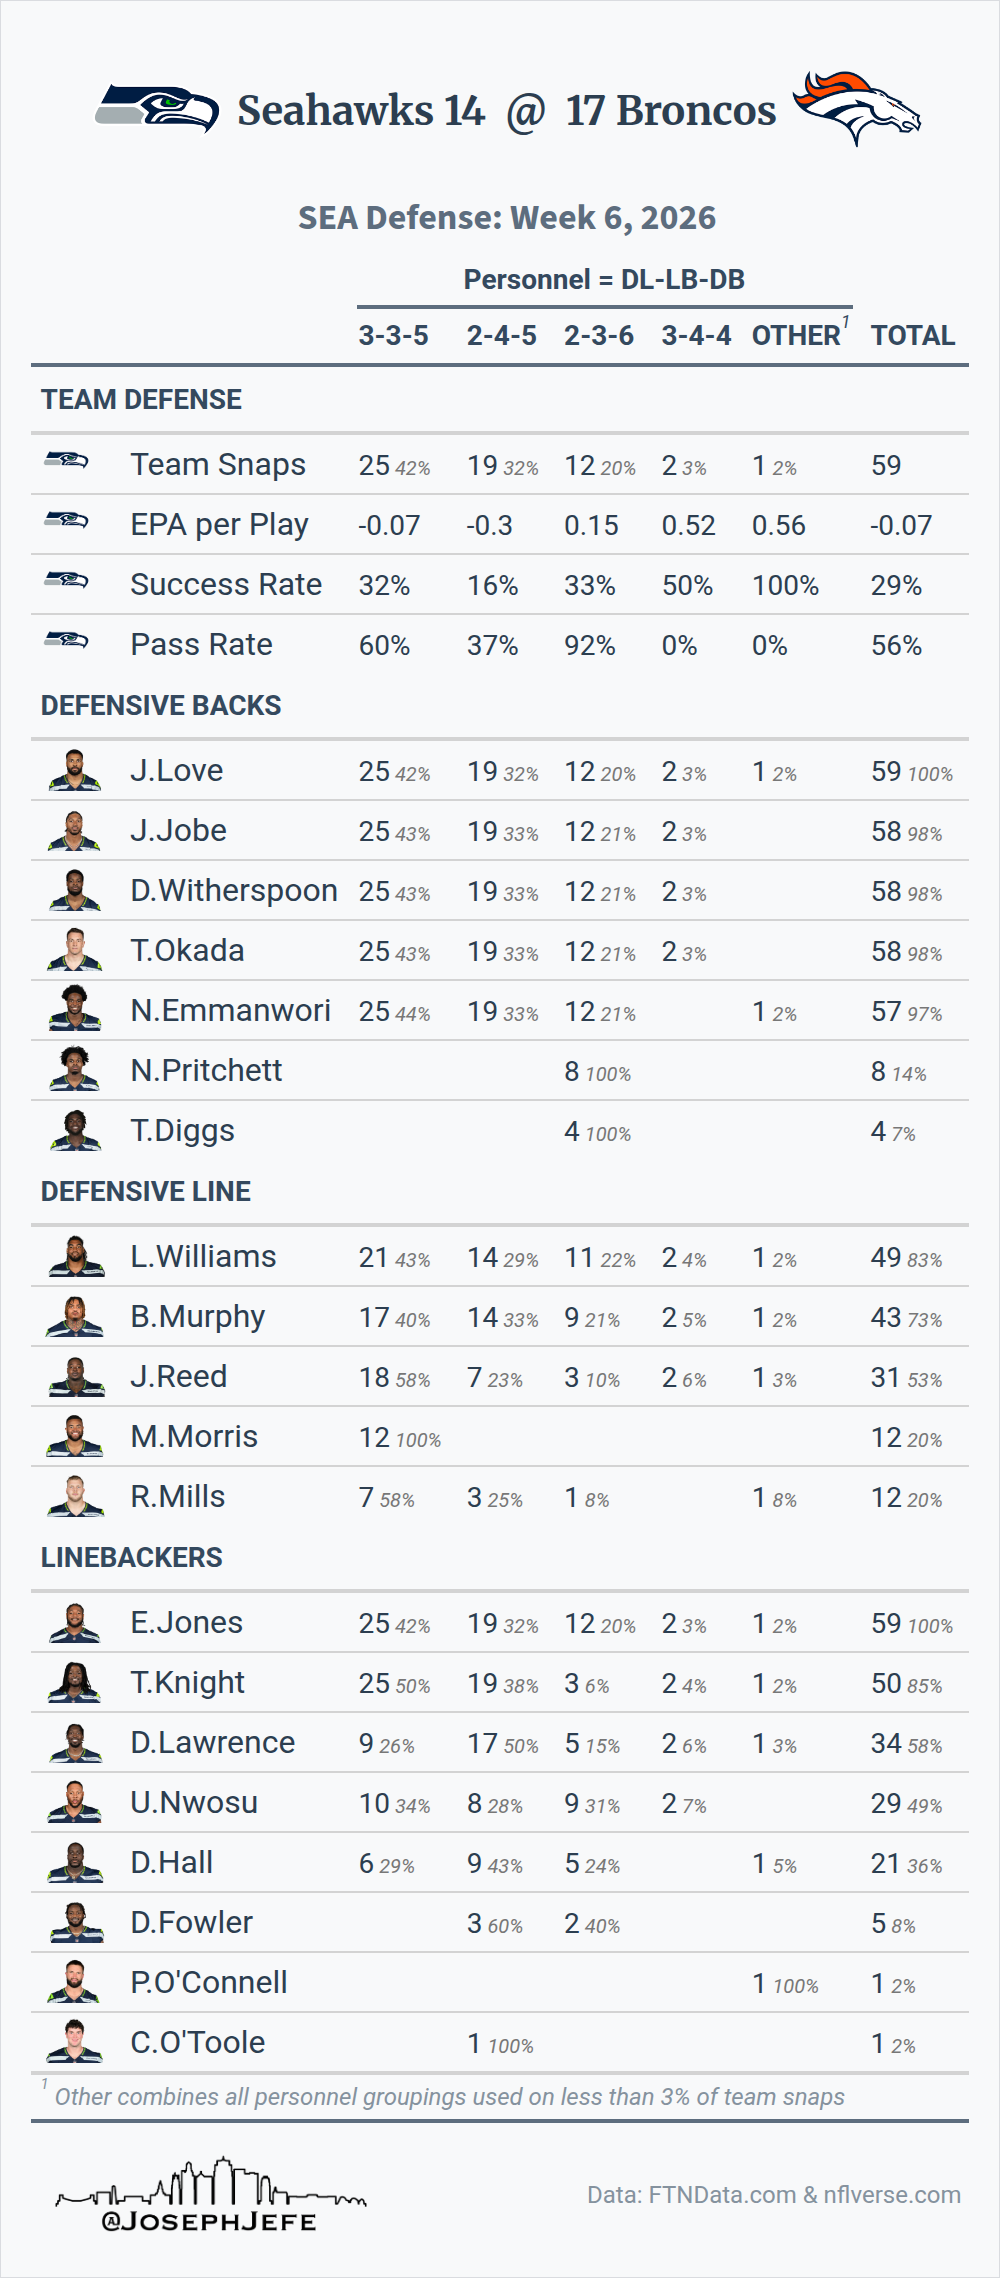 Seahawks 14 @ 17 Broncos
SEA Defense: Week 6, 2026
Personnel = DL-LB-DB
3-3-5 2-4-5 2-3-6 3-4-4 OTHER1 TOTAL
TEAM DEFENSE
Team Snaps 25 42% 19 32% 12 20% 2 3% 1 2% 59
EPA per Play -0.07 -0.3 0.15 0.52 0.56 -0.07
Success Rate 32% 16% 33% 50% 100% 29%
Pass Rate 60% 37% 92% 0% 0% 56%
DEFENSIVE BACKS
J.Love 25 42% 19 32% 12 20% 2 3% 1 2% 59 100%
J.Jobe 25 43% 19 33% 12 21% 2 3% 58 98%
D.Witherspoon 25 43% 19 33% 12 21% 2 3% 58 98%
T.Okada 25 43% 19 33% 12 21% 2 3% 58 98%
N.Emmanwori 25 44% 19 33% 12 21% 1 2% 57 97%
N.Pritchett 8 100% 8 14%
T.Diggs 4 100% 4 7%
DEFENSIVE LINE
L.Williams 21 43% 14 29% 11 22% 2 4% 1 2% 49 83%
B.Murphy 17 40% 14 33% 9 21% 2 5% 1 2% 43 73%
J.Reed 18 58% 7 23% 3 10% 2 6% 1 3% 31 53%
M.Morris 12 100% 12 20%
R.Mills 7 58% 3 25% 1 8% 1 8% 12 20%
LINEBACKERS
E.Jones 25 42% 19 32% 12 20% 2 3% 1 2% 59 100%
T.Knight 25 50% 19 38% 3 6% 2 4% 1 2% 50 85%
D.Lawrence 9 26% 17 50% 5 15% 2 6% 1 3% 34 58%
U.Nwosu 10 34% 8 28% 9 31% 2 7% 29 49%
D.Hall 6 29% 9 43% 5 24% 1 5% 21 36%
D.Fowler 3 60% 2 40% 5 8%
P.O'Connell 1 100% 1 2%
C.O'Toole 1 100% 1 2%
1 Other combines all personnel groupings used on less than 3% of team snaps
@JOSEPHJEFE
Data: FTNData.com & nflverse.com